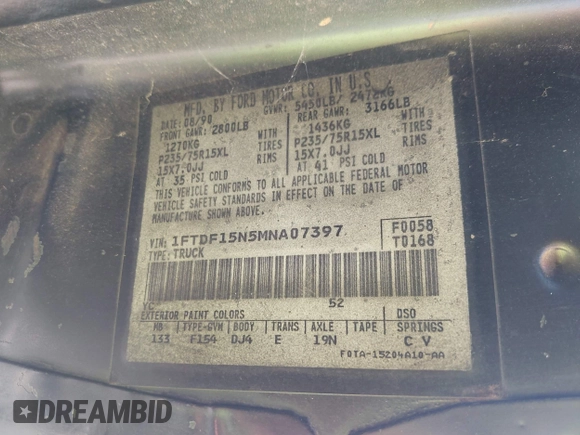 MFD. BY FORD MOTOR CO. IN U.S.
DATE: 08/90 GVWR: 5450LB/ 2472KG
FRONT GAWR: 2800LB REAR GAWR: 3166LB
1270KG WITH 1436KG WITH
P235/75R15XL TIRES P235/75R15XL TIRES
15X7.0JJ RIMS 15X7.0JJ RIMS
AT 35 PSI COLD AT 41 PSI COLD
THIS VEHICLE CONFORMS TO ALL APPLICABLE FEDERAL MOTOR
VEHICLE SAFETY STANDARDS IN EFFECT ON THE DATE OF
MANUFACTURE SHOWN ABOVE.
VIN: 1FTDF15N5MNA07397 F0058
TYPE: TRUCK T0168
YC 52
EXTERIOR PAINT COLORS DSO
WB TYPE-GVM BODY TRANS AXLE TAPE SPRINGS
133 F154 DJ4 E 19N C V
F0TA-15204A10-AA
DREAMBID